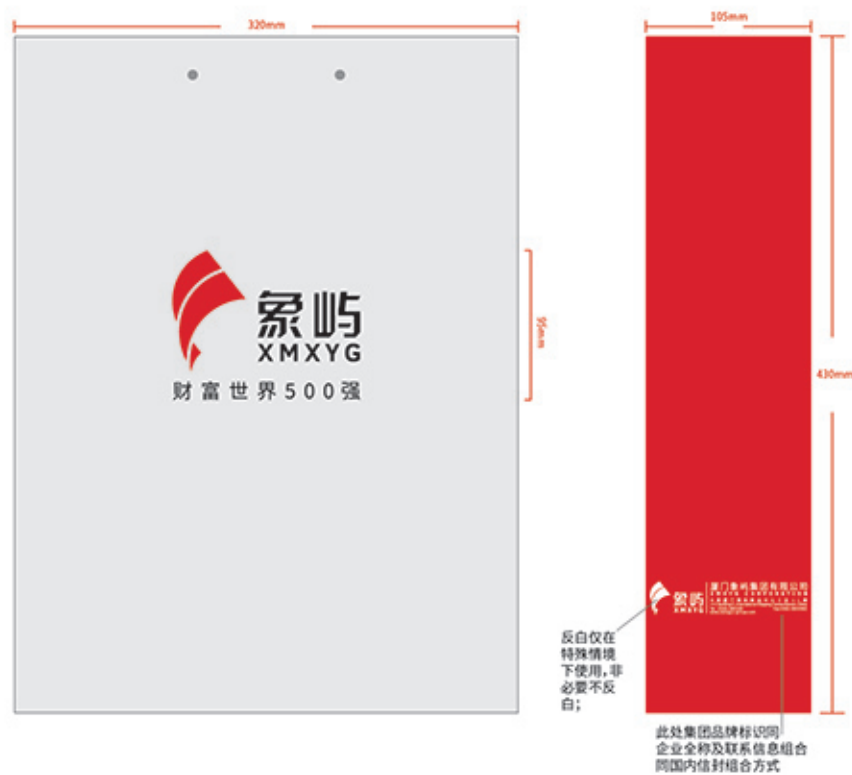 320mm
105mm
象屿
XMXYG
财富世界500强
95mm
430mm
象屿
XMXYG
厦门象屿集团有限公司
XMXYG CORPORATION
反白仅在
特殊情境
下使用,非
必要不反
白;
此处集团品牌标识同
企业全称及联系信息组合
同国内信封组合方式